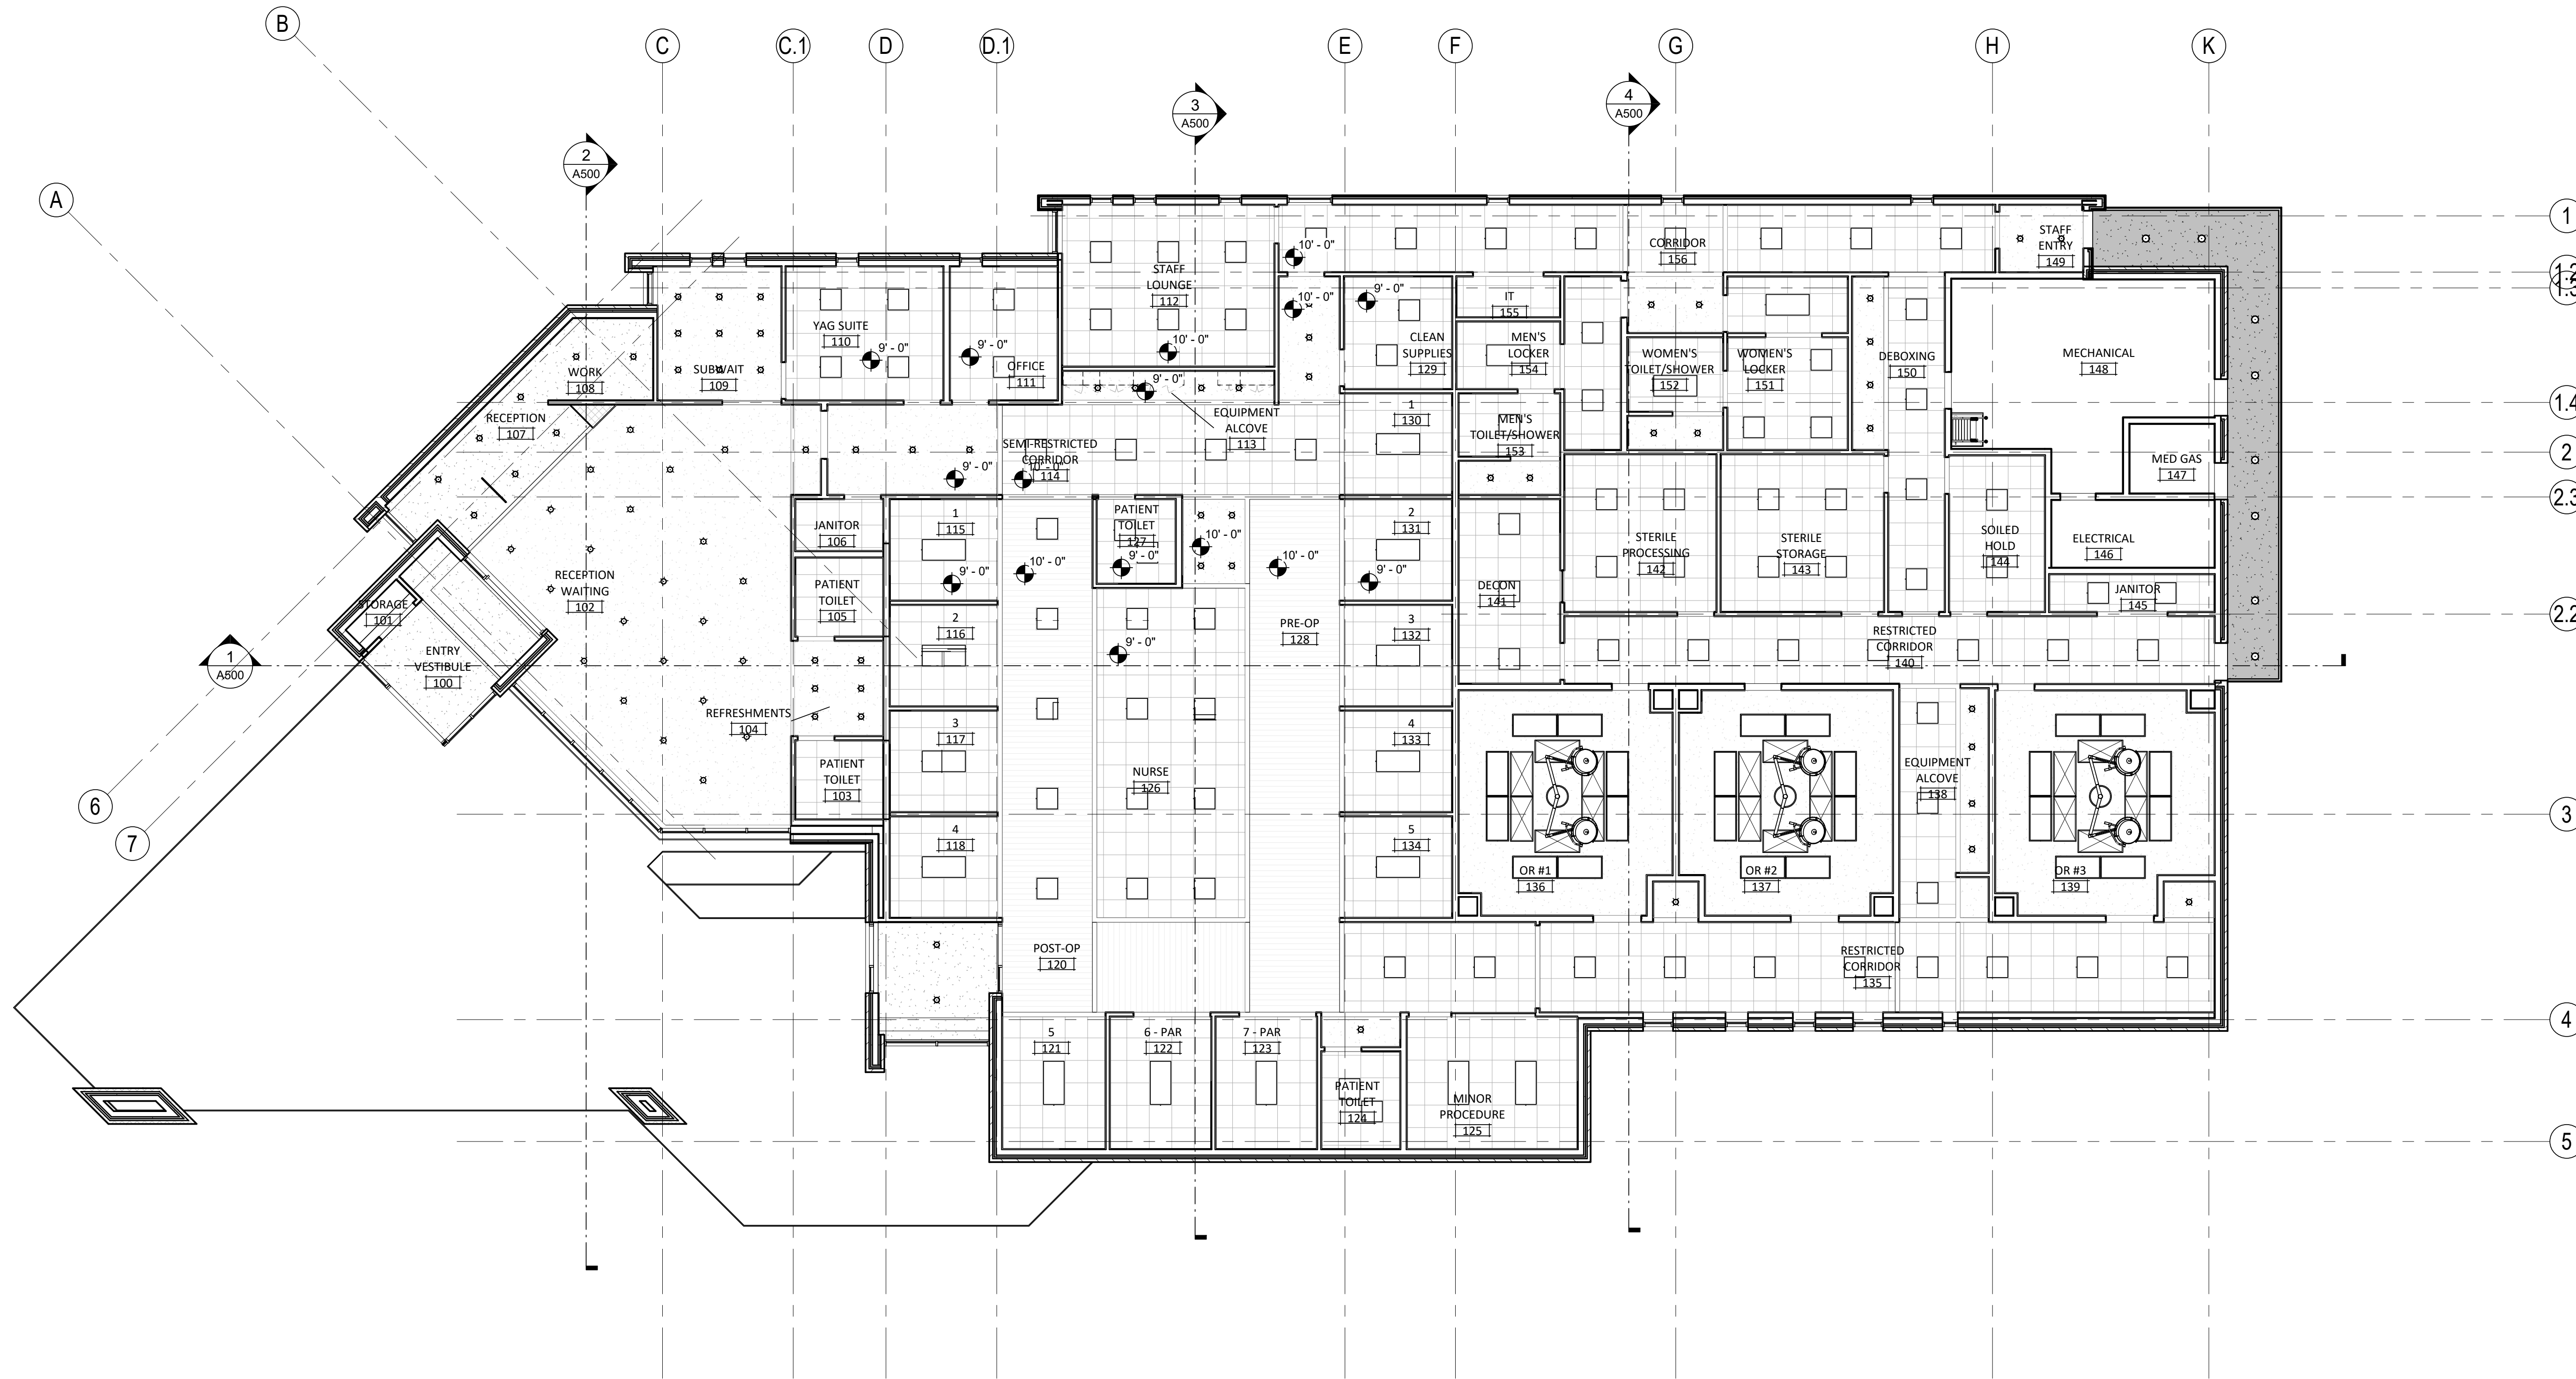 B
C
C.1
D
D.1
E
F
G
H
K
A
2
A500
3
A500
4
A500
1
1.4
2
2.3
2.2
3
4
5
6
7
1
A500
STAFF
ENTRY
149
CORRIDOR
156
10' - 0"
10' - 0"
9' - 0"
STAFF
LOUNGE
112
10' - 0"
IT
155
CLEAN
SUPPLIES
129
MEN'S
LOCKER
154
WOMEN'S
TOILET/SHOWER
152
WOMEN'S
LOCKER
151
DEBOXING
150
MECHANICAL
148
YAG SUITE
110
9' - 0"
9' - 0"
OFFICE
111
SUBWAIT
109
WORK
108
RECEPTION
107
9' - 0"
EQUIPMENT
ALCOVE
113
SEMI-RESTRICTED
CORRIDOR
114
9' - 0"
10' - 0"
1
130
MEN'S
TOILET/SHOWER
153
MED GAS
147
JANITOR
106
1
115
9' - 0"
10' - 0"
PATIENT
TOILET
127
9' - 0"
10' - 0"
10' - 0"
2
131
9' - 0"
STERILE
PROCESSING
142
STERILE
STORAGE
143
SOILED
HOLD
144
ELECTRICAL
146
JANITOR
145
DECON
141
RECEPTION
WAITING
102
PATIENT
TOILET
105
STORAGE
101
ENTRY
VESTIBULE
100
2
116
9' - 0"
PRE-OP
128
3
132
RESTRICTED
CORRIDOR
140
REFRESHMENTS
104
3
117
4
133
PATIENT
TOILET
103
NURSE
126
EQUIPMENT
ALCOVE
138
4
118
5
134
OR #1
136
OR #2
137
OR #3
139
POST-OP
120
RESTRICTED
CORRIDOR
135
5
121
6 - PAR
122
7 - PAR
123
PATIENT
TOILET
124
MINOR
PROCEDURE
125